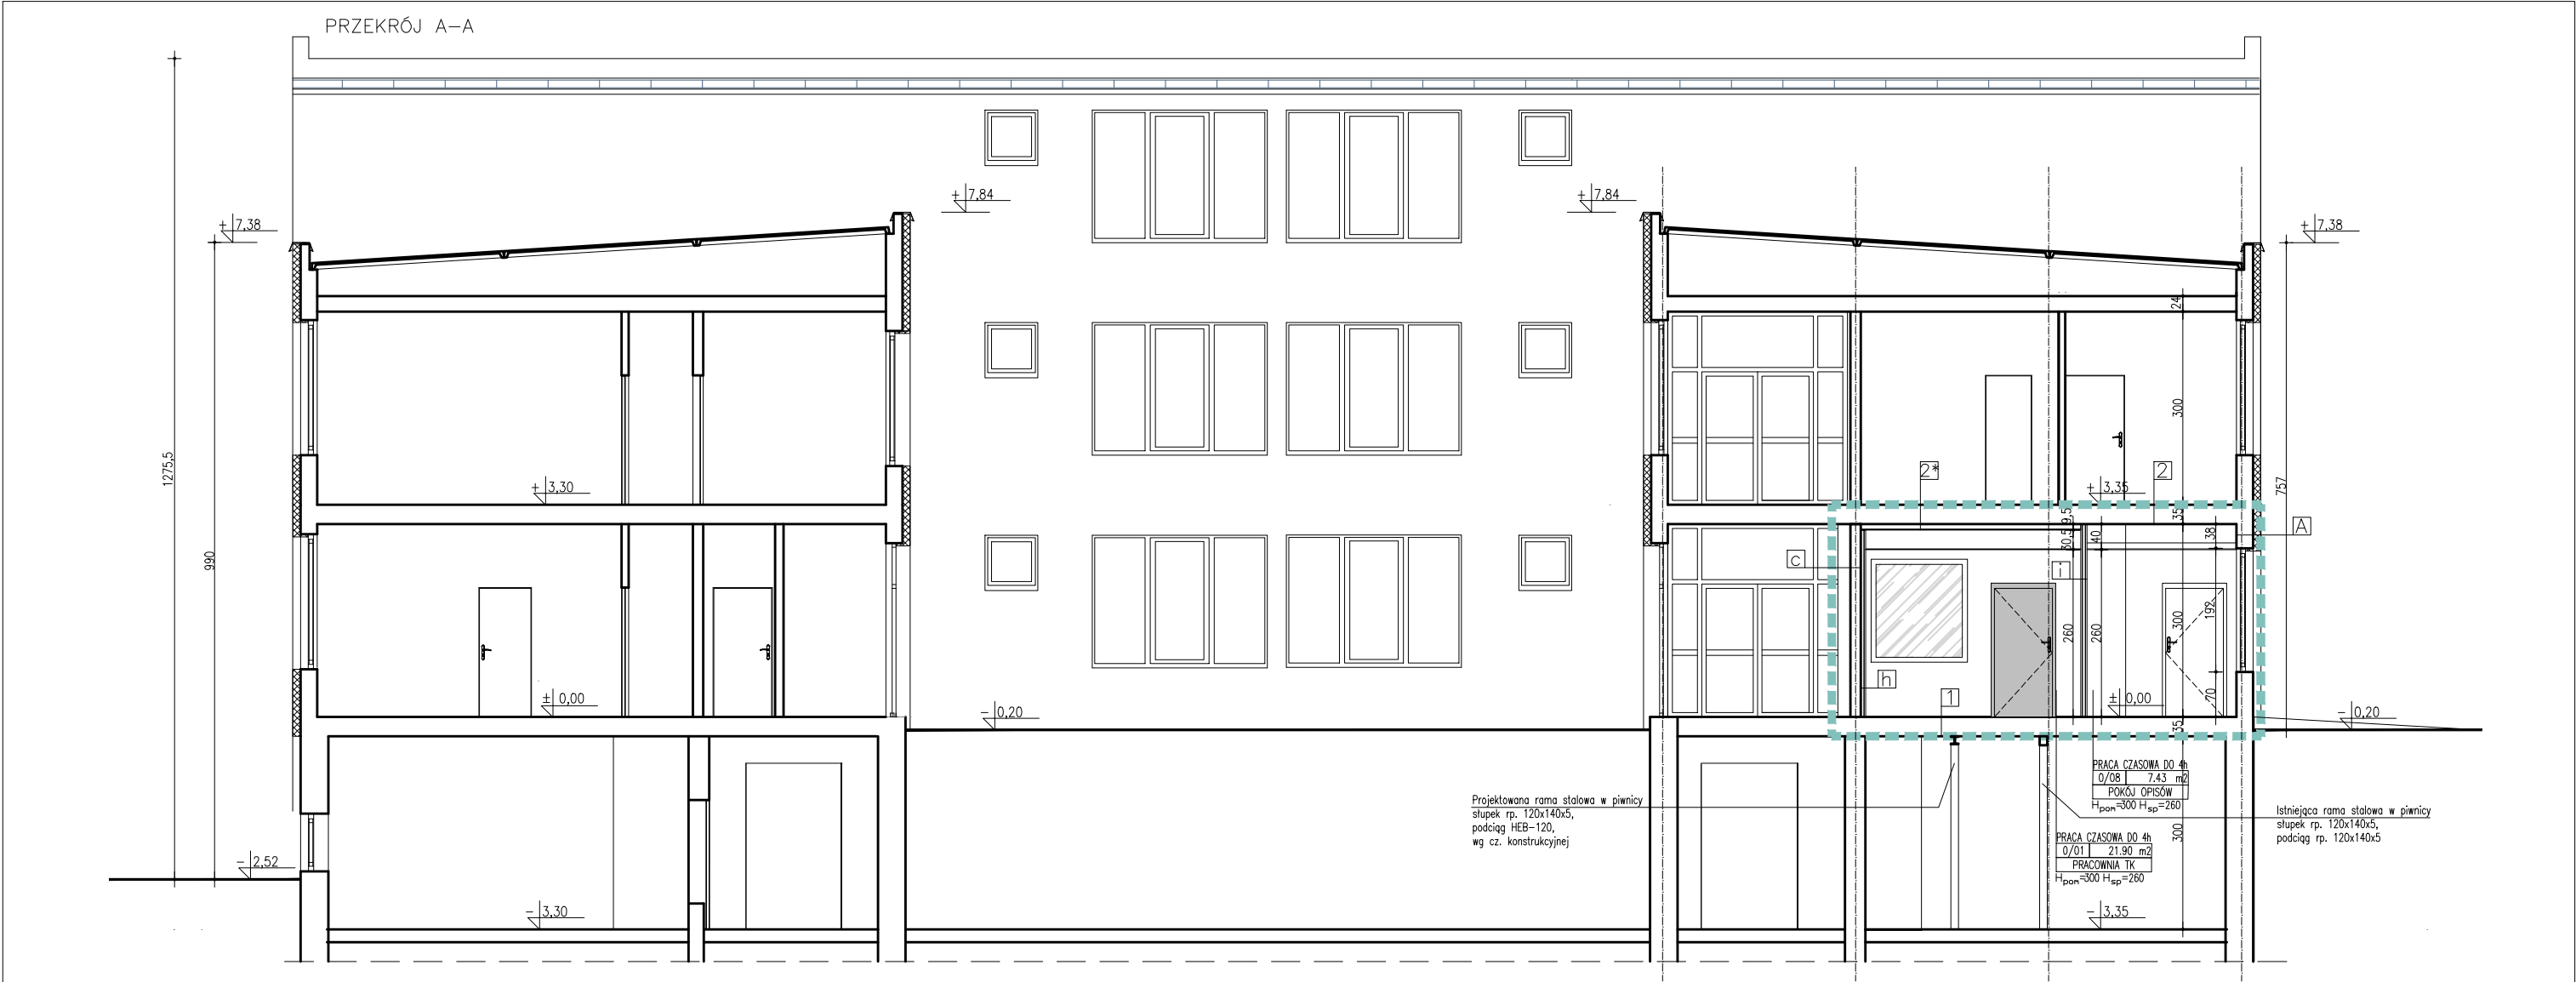 PRZEKRÓJ A-A
+ 7,84
+ 7,84
+ 7,38
+ 7,38
24
1275,5
300
2*
2
+ 3,30
+ 3,35
757
990
9,5
35
A
30,5
40
38
c
i
192
300
260
260
h
1
70
± 0,00
± 0,00
- 0,20
- 0,20
35
PRACA CZASOWA DO 4h
0/08 7.43 m2
POKÓJ OPISÓW
Hpom=300 Hsp=260
Projektowana rama stalowa w piwnicy
słupek rp. 120x140x5,
podciąg HEB-120,
wg cz. konstrukcyjnej
Istniejąca rama stalowa w piwnicy
słupek rp. 120x140x5,
podciąg rp. 120x140x5
300
PRACA CZASOWA DO 4h
0/01 21.90 m2
PRACOWNIA TK
Hpom=300 Hsp=260
- 2,52
- 3,30
- 3,35